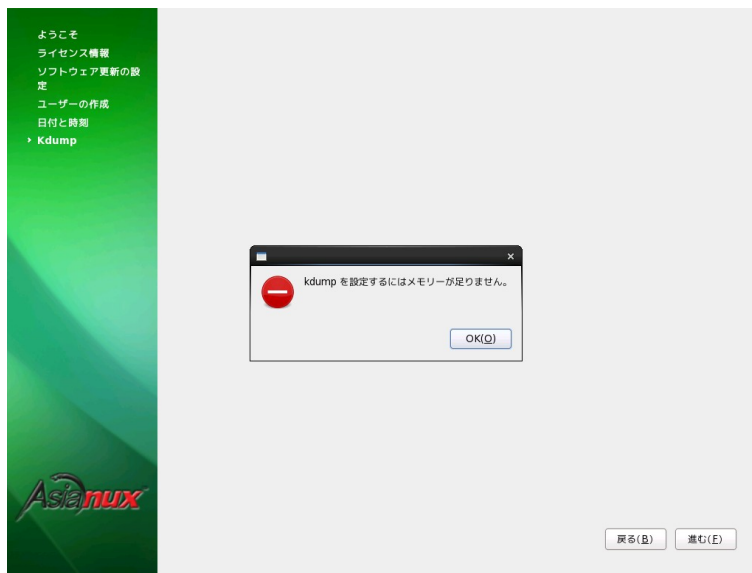 ようこそ
ライセンス情報
ソフトウェア更新の設
定
ユーザーの作成
日付と時刻
› Kdump
kdump を設定するにはメモリーが足りません。
OK(O)
Asianux
戻る(B)
進む(F)